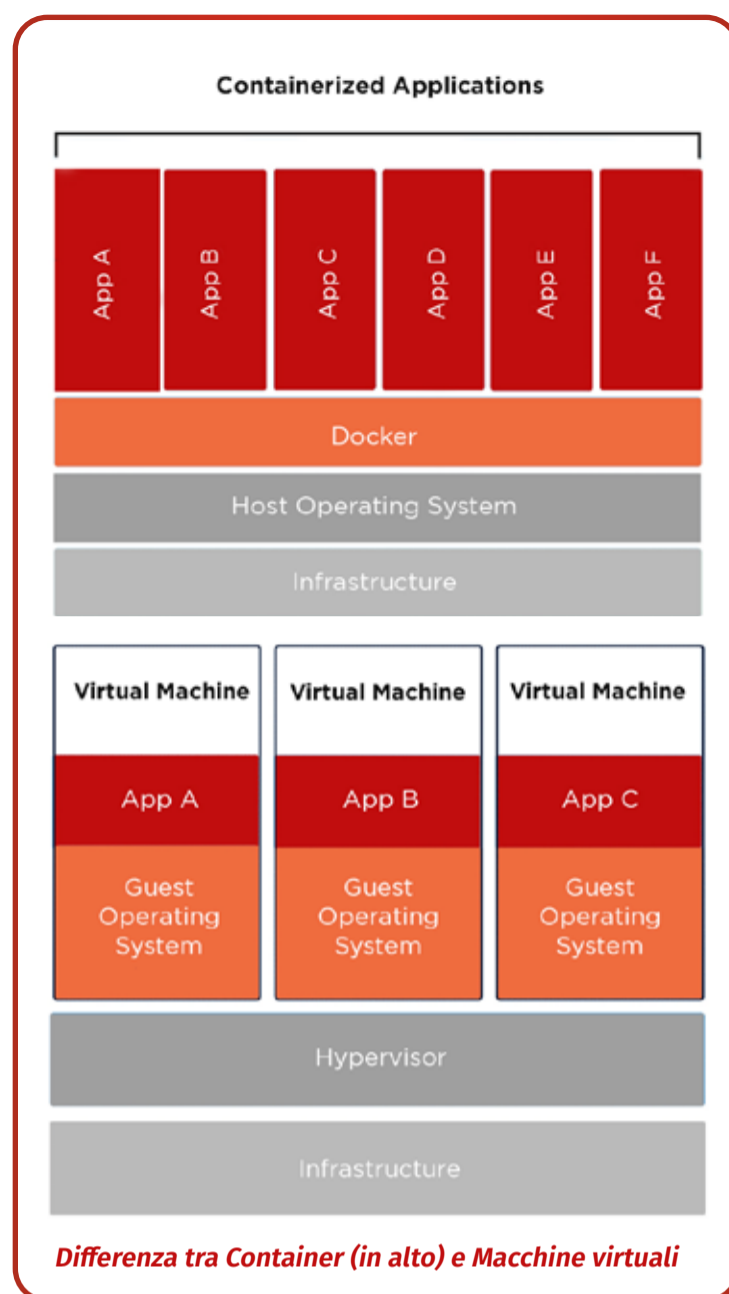 Containerized Applications
App A
App B
App C
App D
App E
App F
Docker
Host Operating System
Infrastructure
Virtual Machine
App A
Guest
Operating
System
Virtual Machine
App B
Guest
Operating
System
Virtual Machine
App C
Guest
Operating
System
Hypervisor
Infrastructure
Differenza tra Container (in alto) e Macchine virtuali